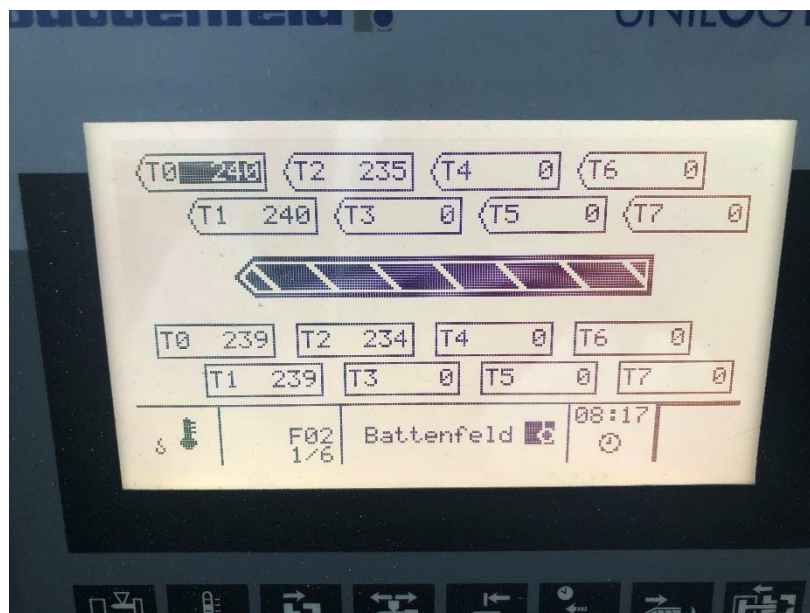 Battenfeld
UNILOG
T0 240 T2 235 T4 0 T6 0
T1 240 T3 0 T5 0 T7 0
T0 239 T2 234 T4 0 T6 0
T1 239 T3 0 T5 0 T7 0
F02 Battenfeld 08:17
1/6